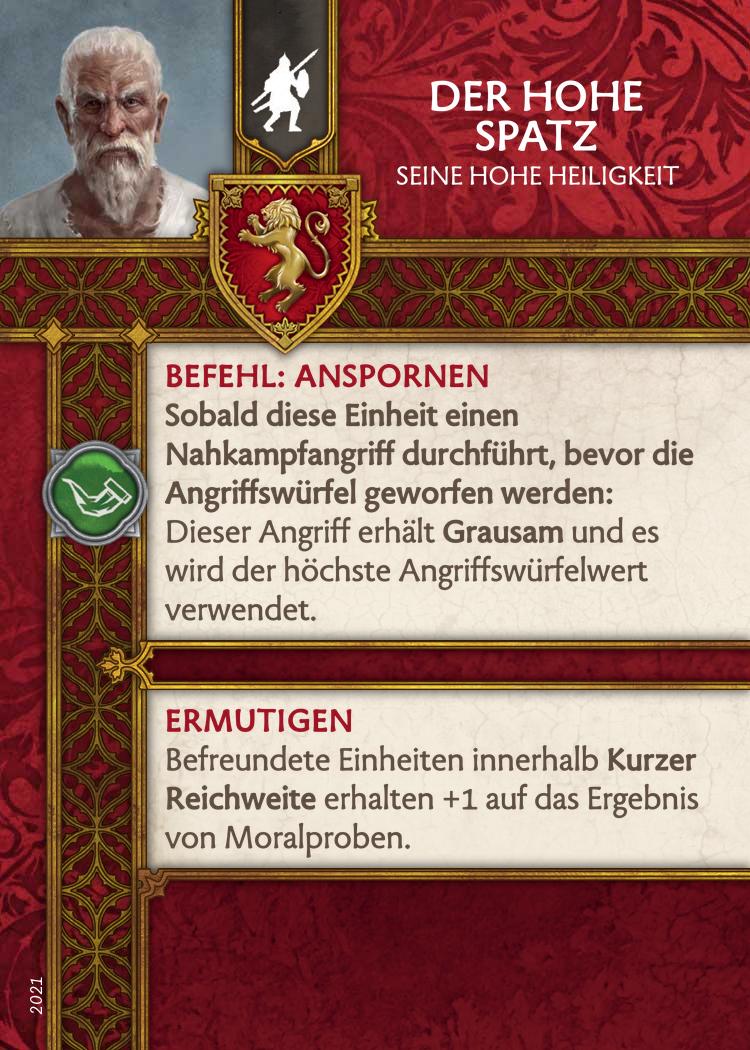 DER HOHE
SPATZ
SEINE HOHE HEILIGKEIT
BEFEHL: ANSPORNEN
Sobald diese Einheit einen
Nahkampfangriff durchführt, bevor die
Angriffswürfel geworfen werden:
Dieser Angriff erhält Grausam und es
wird der höchste Angriffswürfelwert
verwendet.
ERMUTIGEN
Befreundete Einheiten innerhalb Kurzer
Reichweite erhalten +1 auf das Ergebnis
von Moralproben.
2021